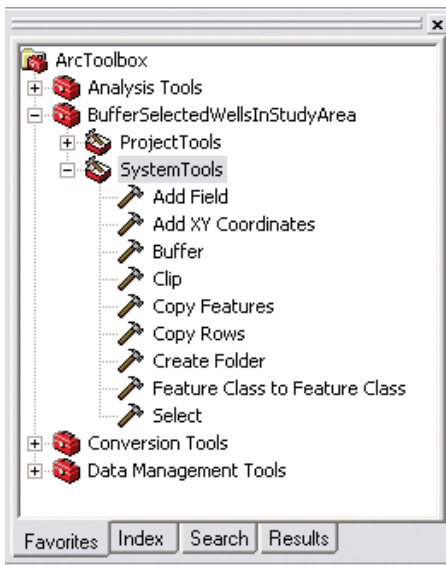 ArcToolbox
Analysis Tools
BufferSelectedWellsInStudyArea
ProjectTools
SystemTools
Add Field
Add XY Coordinates
Buffer
Clip
Copy Features
Copy Rows
Create Folder
Feature Class to Feature Class
Select
Conversion Tools
Data Management Tools
Favorites Index Search Results